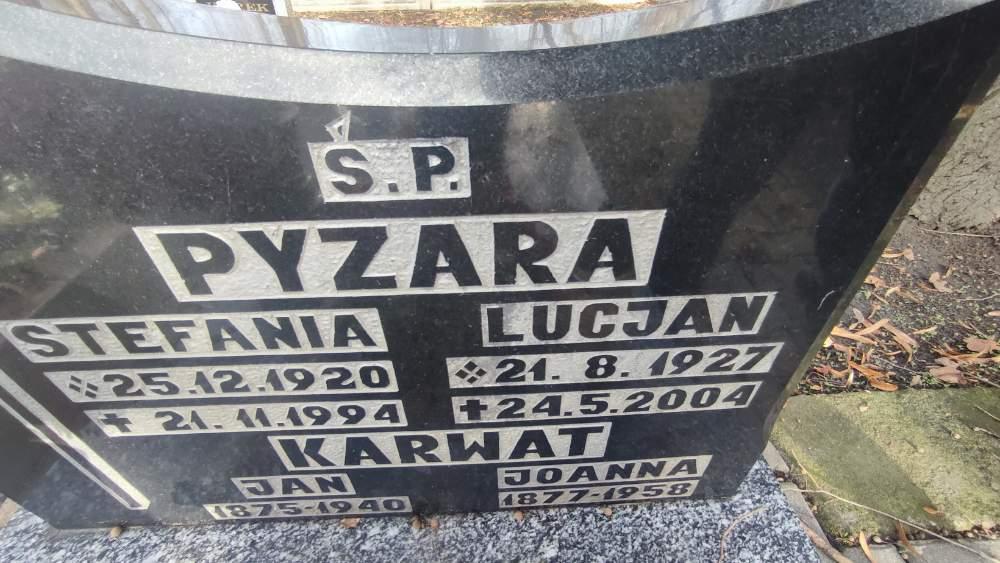 Ś.P.
PYZARA
STEFANIA
25.12.1920
21.11.1994
LUCJAN
21. 8. 1927
24.5.2004
KARWAT
JAN
1875-1940
JOANNA
1877-1958